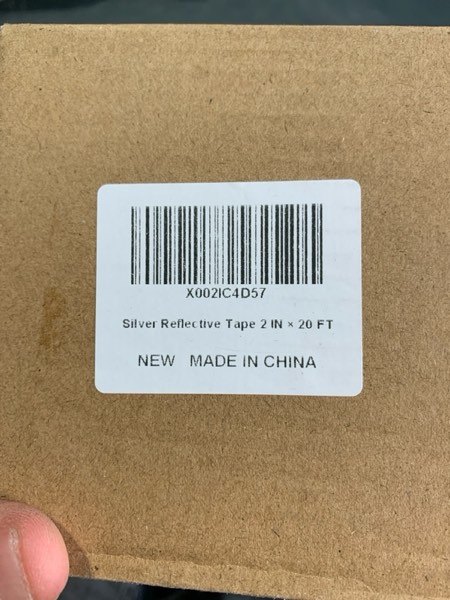 X002IC4D57
Silver Reflective Tape 2 IN × 20 FT
NEW MADE IN CHINA